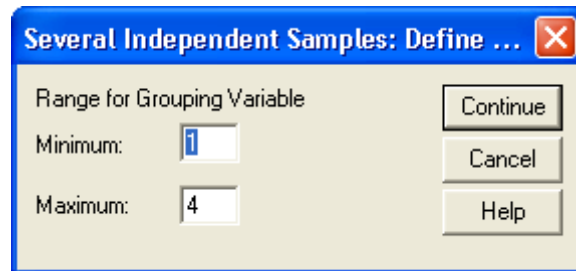 Several Independent Samples: Define ...
Range for Grouping Variable
Minimum: 1
Maximum: 4
Continue
Cancel
Help